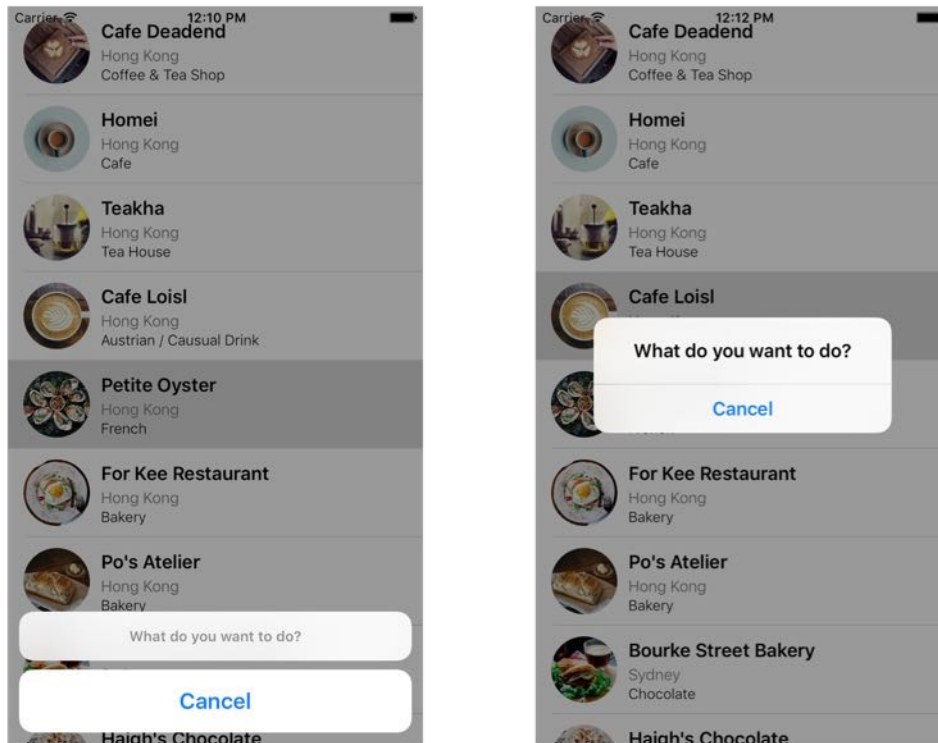 Carrier
12:10 PM
Cafe Deadend
Hong Kong
Coffee & Tea Shop
Homei
Hong Kong
Cafe
Teakha
Hong Kong
Tea House
Cafe Loisl
Hong Kong
Austrian / Causual Drink
Petite Oyster
Hong Kong
French
For Kee Restaurant
Hong Kong
Bakery
Po's Atelier
Hong Kong
Bakery
What do you want to do?
Cancel
Haigh's Chocolate
Carrier
12:12 PM
Cafe Deadend
Hong Kong
Coffee & Tea Shop
Homei
Hong Kong
Cafe
Teakha
Hong Kong
Tea House
Cafe Loisl
What do you want to do?
Cancel
For Kee Restaurant
Hong Kong
Bakery
Po's Atelier
Hong Kong
Bakery
Bourke Street Bakery
Sydney
Chocolate
Haigh's Chocolate